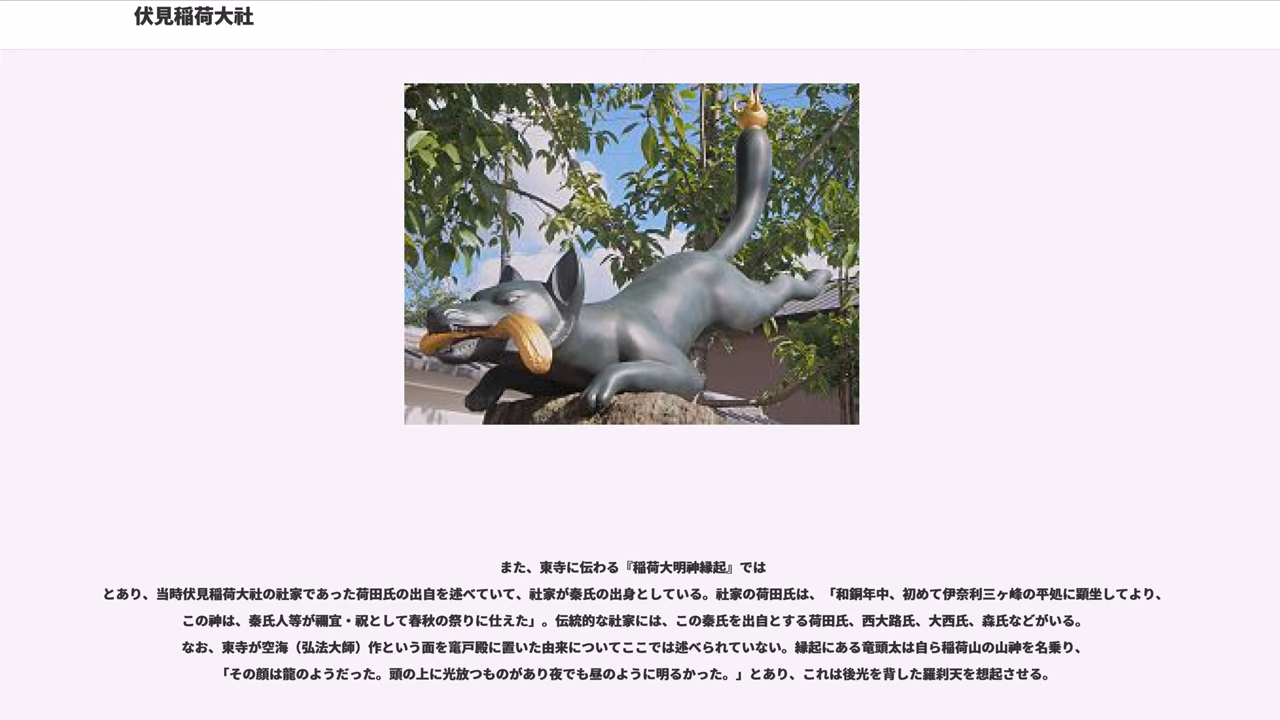 伏見稲荷大社
また、東寺に伝わる『稲荷大明神縁起』では
とあり、当時伏見稲荷大社の社家であった荷田氏の出自を述べていて、社家が秦氏の出身としている。社家の荷田氏は、「和銅年中、初めて伊奈利三ヶ峰の平処に顕坐してより、
この神は、秦氏人等が禰宜・祝として春秋の祭りに仕えた」。伝統的な社家には、この秦氏を出自とする荷田氏、西大路氏、大西氏、森氏などがいる。
なお、東寺が空海（弘法大師）作という面を竈戸殿に置いた由来についてここでは述べられていない。縁起にある竜頭太は自ら稲荷山の山神を名乗り、
「その顔は龍のようだった。頭の上に光放つものがあり夜でも昼のように明るかった。」とあり、これは後光を背した羅刹天を想起させる。